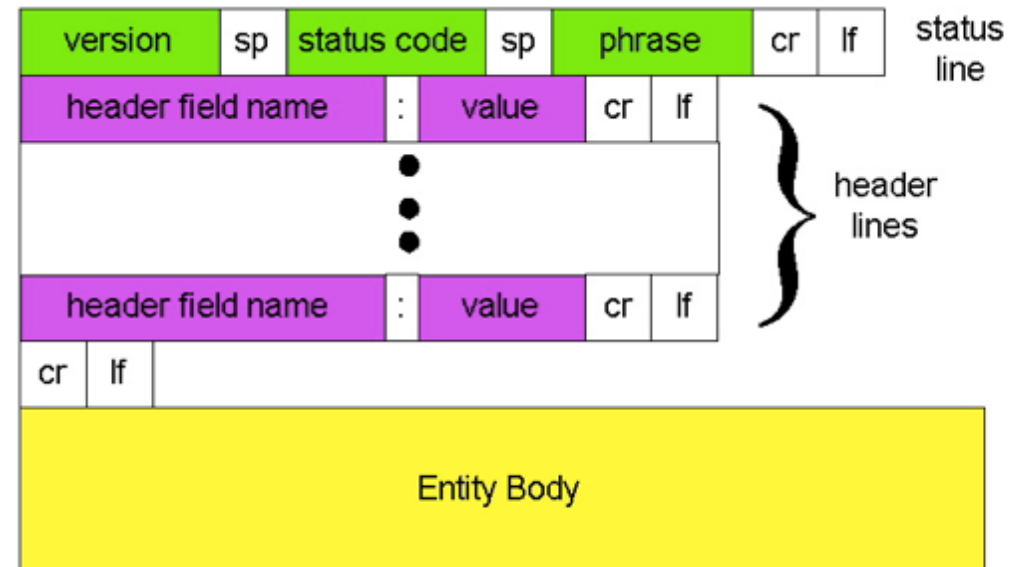 version sp status code sp phrase cr lf status line
header field name : value cr lf
header lines
header field name : value cr lf
cr lf
Entity Body